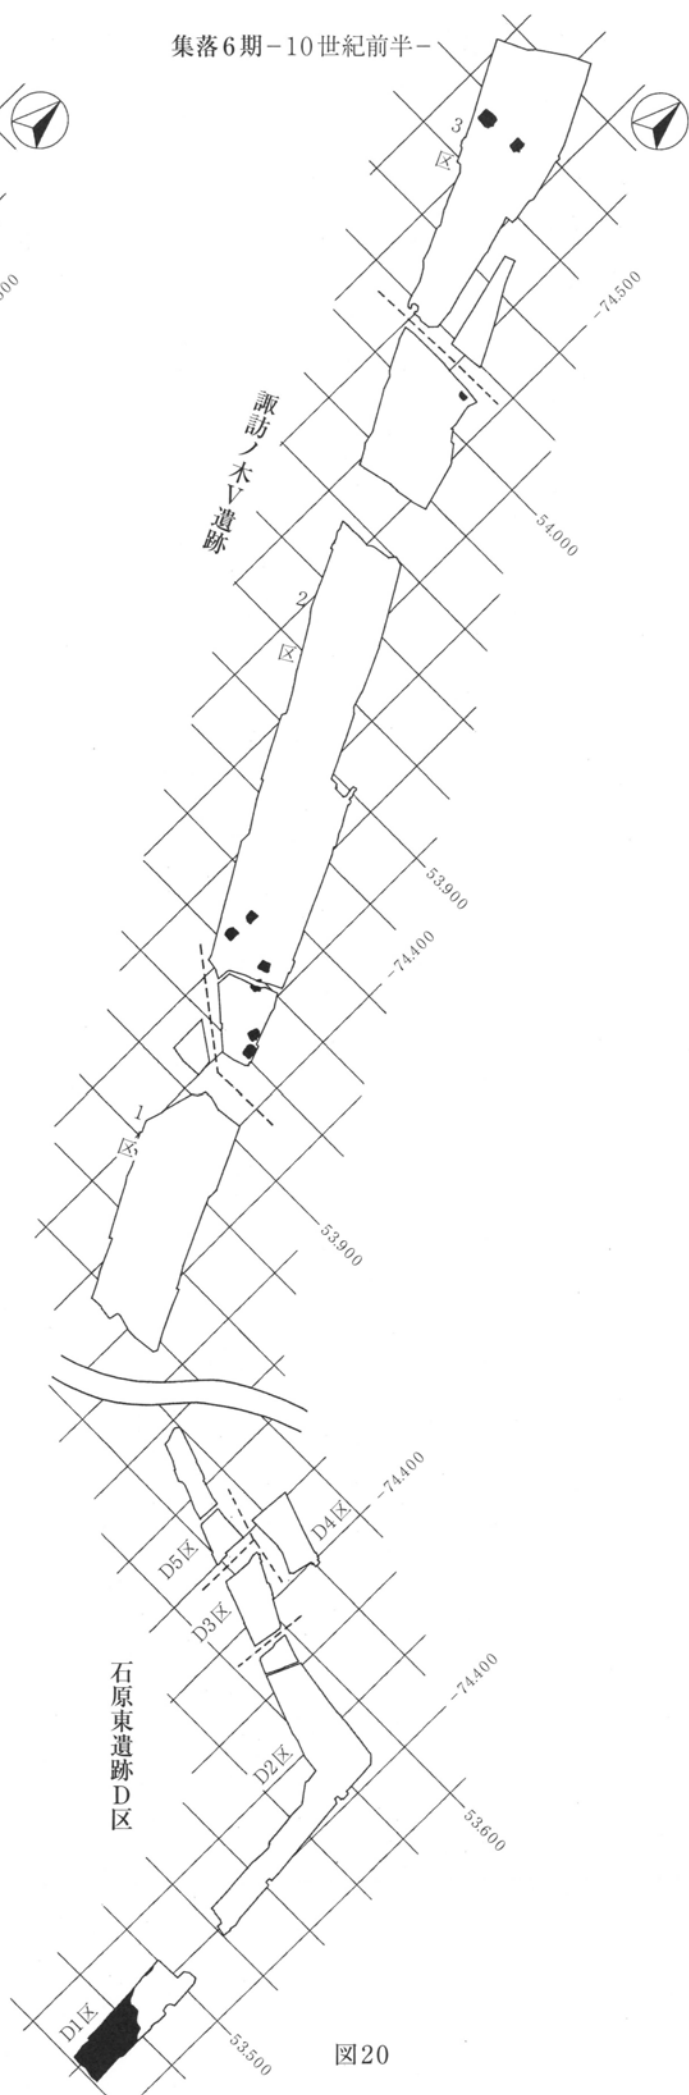 集落6期-10世紀前半-
3区
500
-74.500
諏訪ノ木V遺跡
54.000
2区
53.900
-74.400
1区
53.900
-74.400
D4区
D5区
D3区
石原東遺跡D区
-74.400
D2区
53.600
D1区
53.500
図20